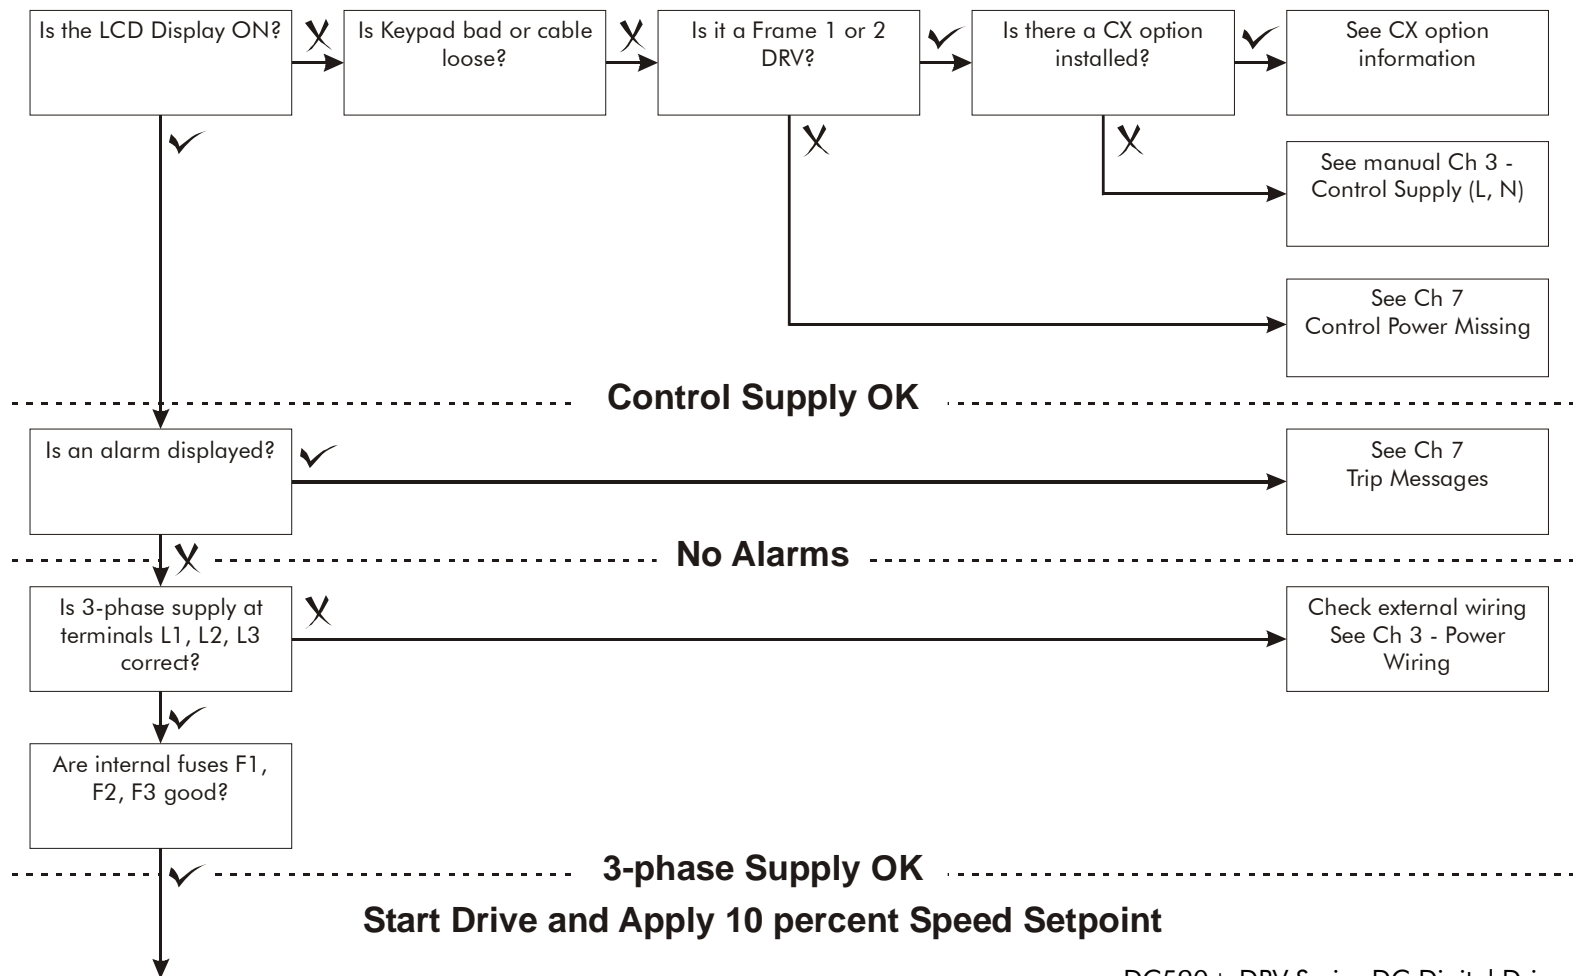 Is the LCD Display ON?
Is Keypad bad or cable
loose?
Is it a Frame 1 or 2
DRV?
Is there a CX option
installed?
See CX option
information
See manual Ch 3 -
Control Supply (L, N)
See Ch 7
Control Power Missing
Control Supply OK
Is an alarm displayed?
See Ch 7
Trip Messages
No Alarms
Is 3-phase supply at
terminals L1, L2, L3
correct?
Check external wiring
See Ch 3 - Power
Wiring
Are internal fuses F1,
F2, F3 good?
3-phase Supply OK
Start Drive and Apply 10 percent Speed Setpoint